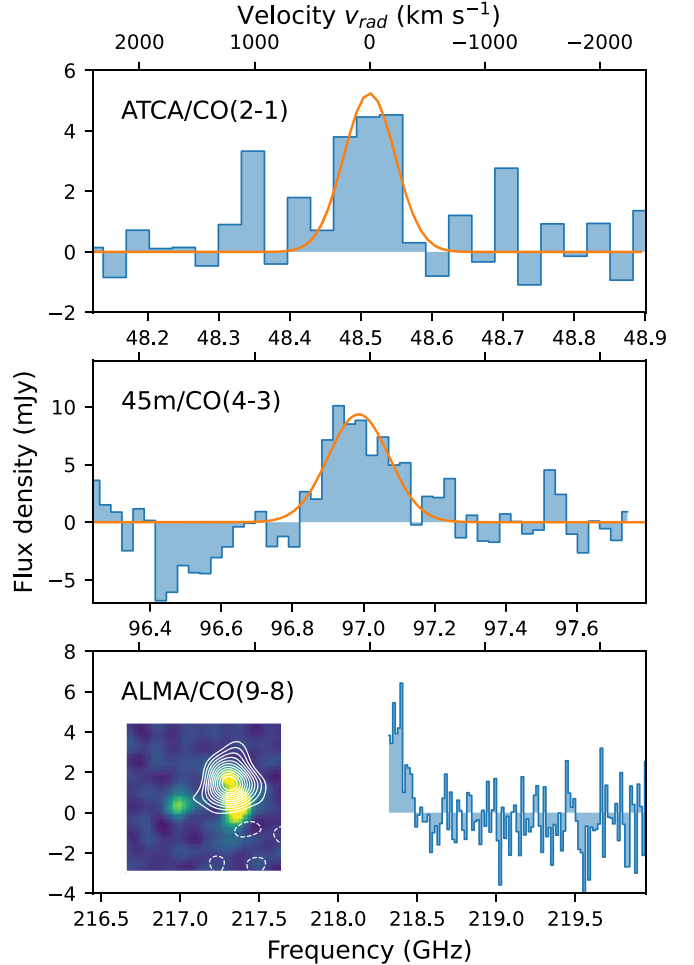 Velocity v_rad (km s⁻¹)
2000 1000 0 −1000 −2000
6
ATCA/CO(2-1)
4
2
0
−2
48.2 48.3 48.4 48.5 48.6 48.7 48.8 48.9
45m/CO(4-3)
10
5
0
−5
Flux density (mJy)
96.4 96.6 96.8 97.0 97.2 97.4 97.6
8
ALMA/CO(9-8)
6
4
2
0
−2
−4
216.5 217.0 217.5 218.0 218.5 219.0 219.5
Frequency (GHz)